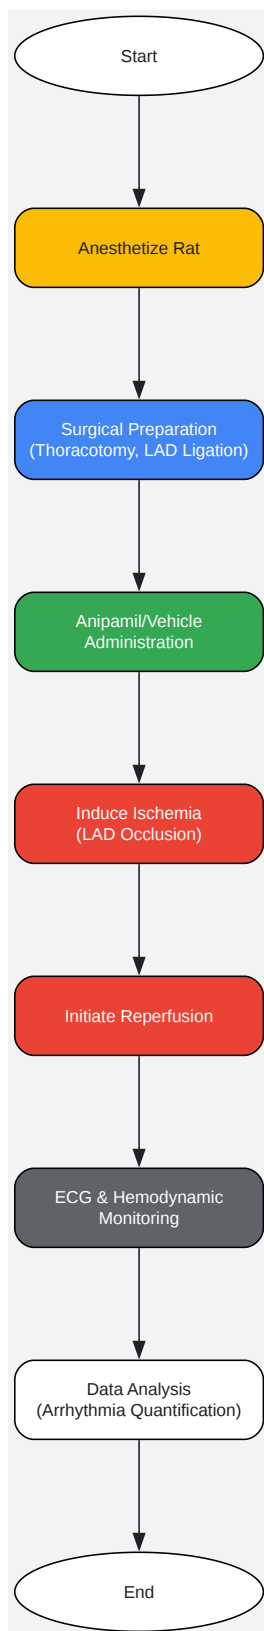 Start
Anesthetize Rat
Surgical Preparation
(Thoracotomy, LAD Ligation)
Anipamil/Vehicle
Administration
Induce Ischemia
(LAD Occlusion)
Initiate Reperfusion
ECG & Hemodynamic
Monitoring
Data Analysis
(Arrhythmia Quantification)
End